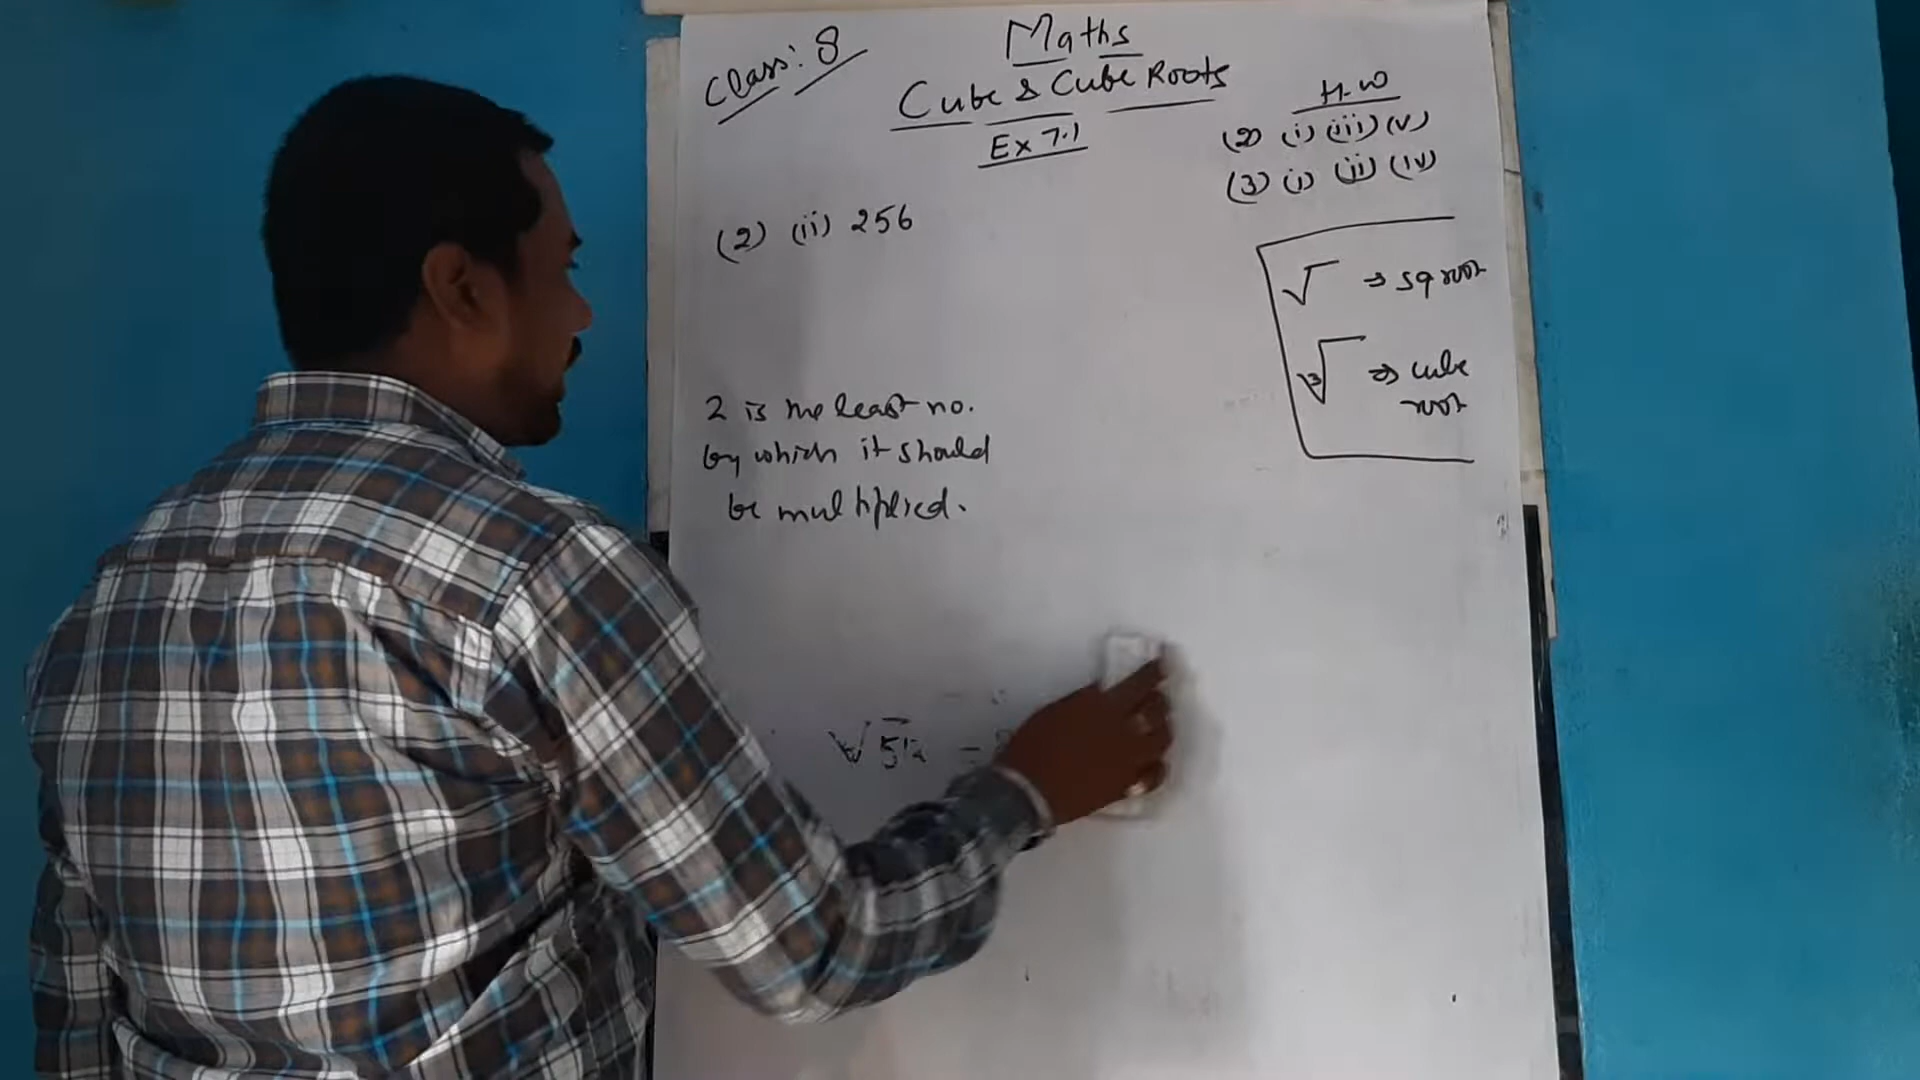 Class: 8
Maths
Cube & Cube Roots
Ex 7.1
H.W
(2) (i) (iii) (v)
(3) (i) (ii) (iv)
(2) (ii) 256
√ ⇒ sq root
∛ ⇒ cube
root
2 is the least no.
by which it should
be multiplied.
∛512 =